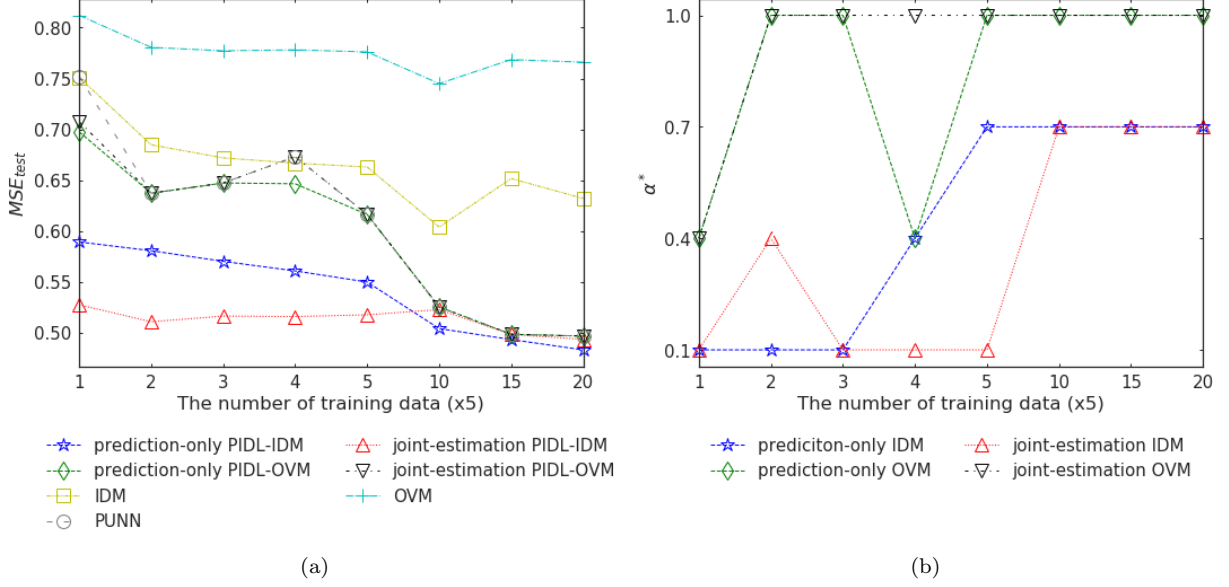 0.80
0.75
0.70
0.65
0.60
0.55
0.50
MSE_test
1 2 3 4 5 10 15 20
The number of training data (x5)
prediction-only PIDL-IDM
joint-estimation PIDL-IDM
prediction-only PIDL-OVM
joint-estimation PIDL-OVM
IDM
OVM
PUNN
(a)
1.0
0.7
0.4
0.1
α*
1 2 3 4 5 10 15 20
The number of training data (x5)
prediciton-only IDM
joint-estimation IDM
prediction-only OVM
joint-estimation OVM
(b)